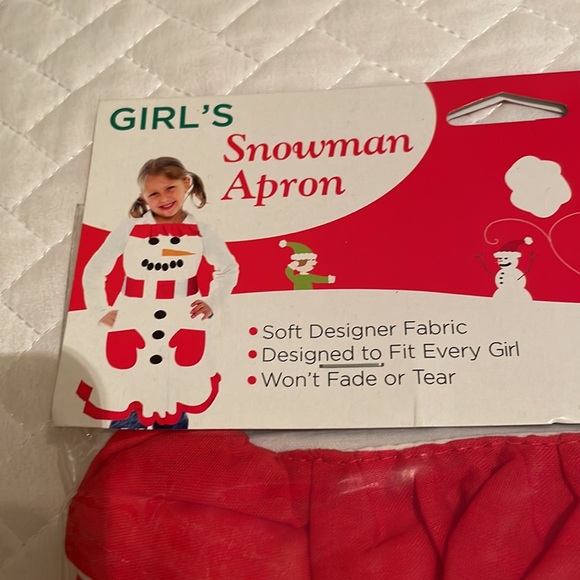 GIRL'S
Snowman
Apron
• Soft Designer Fabric
• Designed to Fit Every Girl
• Won't Fade or Tear